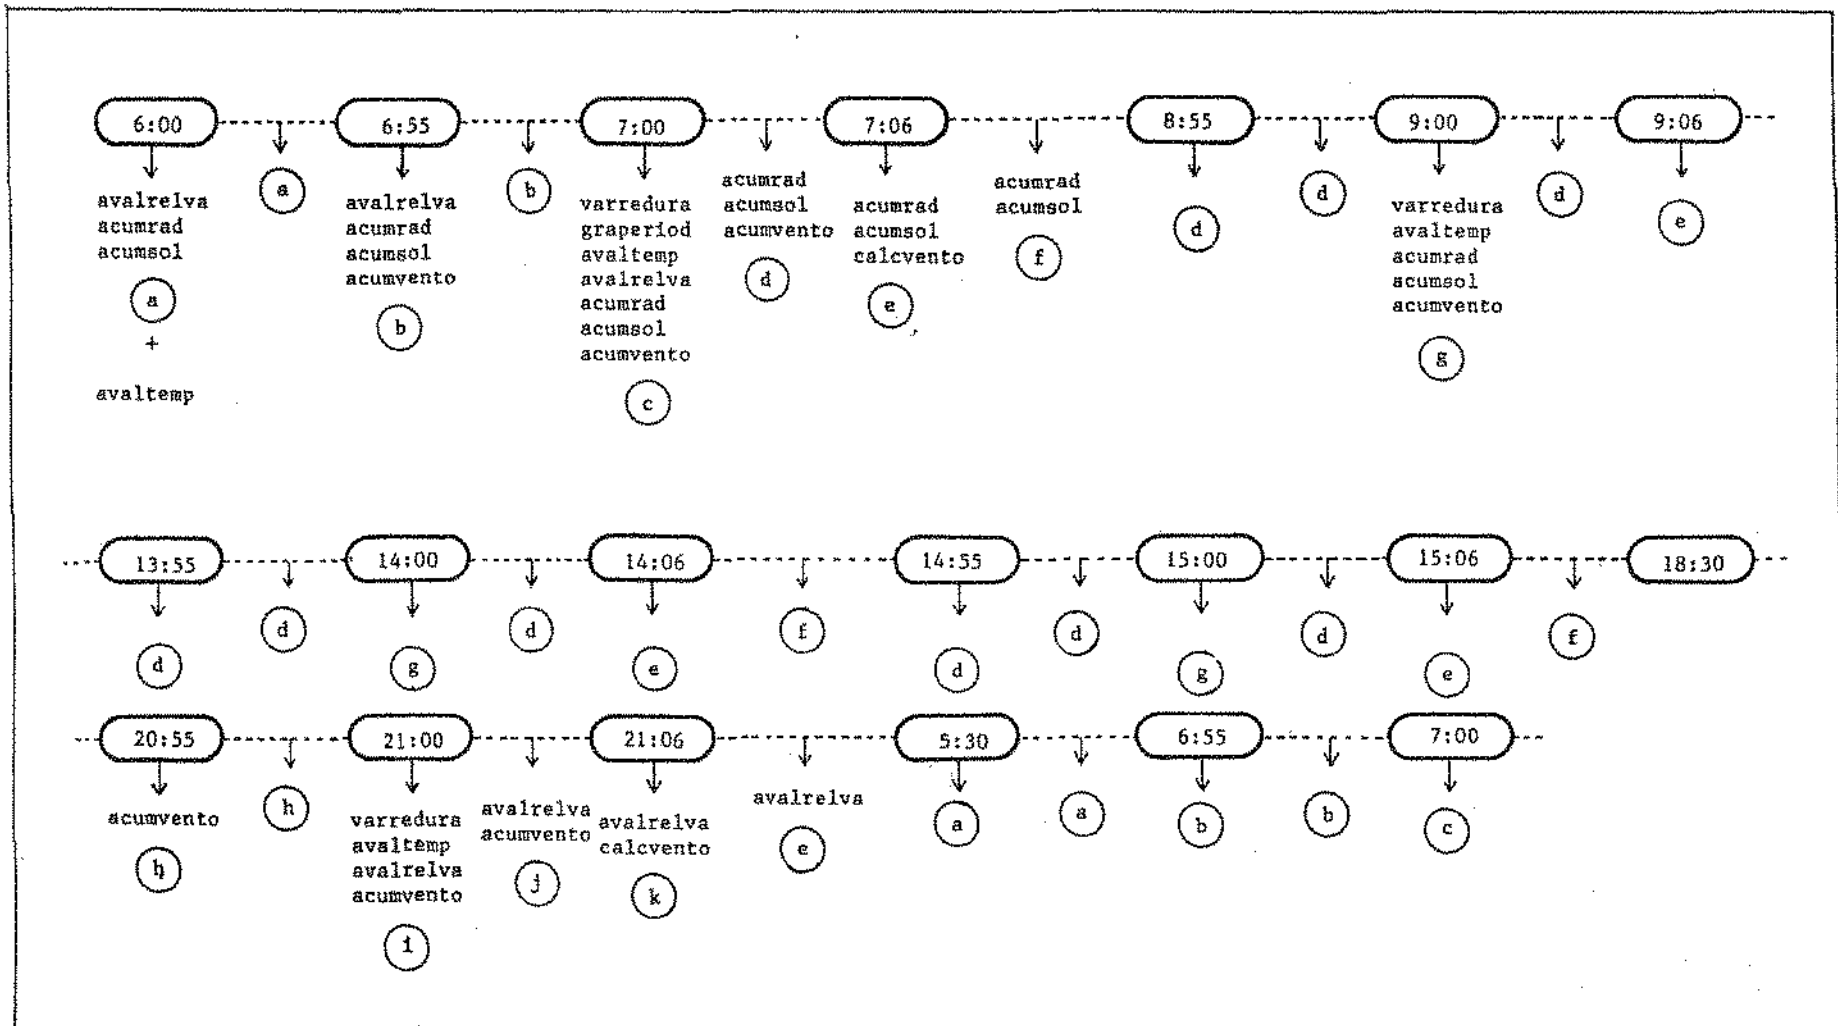 6:00
6:55
7:00
7:06
8:55
9:00
9:06
avalrelva
acumrad
acumsol
a
+
avaltemp
a
avalrelva
acumrad
acumsol
acumvento
b
b
varredura
graperiod
avaltemp
avalrelva
acumrad
acumsol
acumvento
c
acumrad
acumsol
acumvento
d
acumrad
acumsol
calcvento
e
acumrad
acumsol
f
d
d
varredura
avaltemp
acumrad
acumsol
acumvento
g
d
e
13:55
14:00
14:06
14:55
15:00
15:06
18:30
d
d
g
d
e
f
d
d
g
d
e
f
20:55
21:00
21:06
5:30
6:55
7:00
acumvento
h
h
varredura
avaltemp
avalrelva
acumvento
i
avalrelva
acumvento
j
avalrelva
calcvento
k
avalrelva
e
a
a
b
b
c